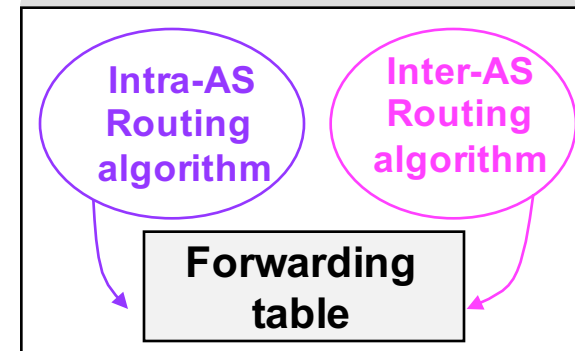 Intra-AS
Routing
algorithm
Inter-AS
Routing
algorithm
Forwarding
table